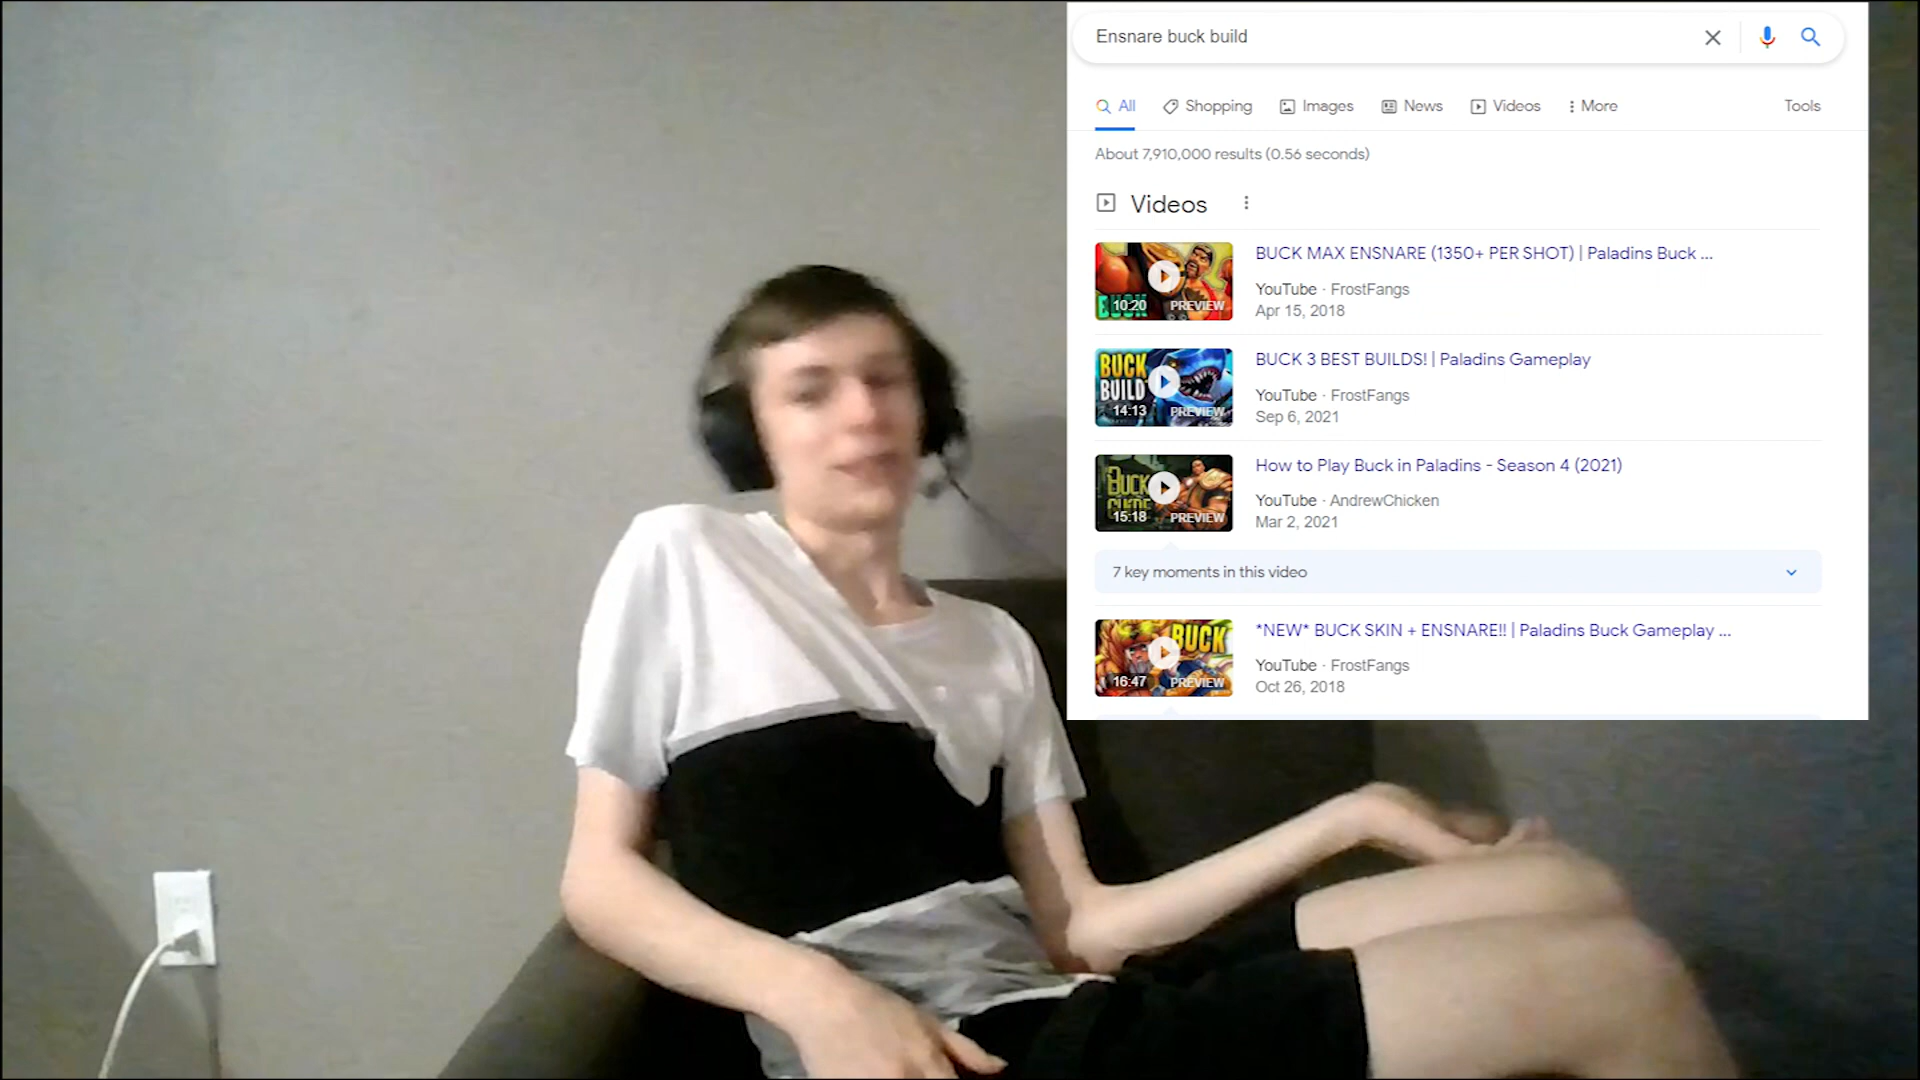 Ensnare buck build
All Shopping Images News Videos More Tools
About 7,910,000 results (0.56 seconds)
Videos
BUCK MAX ENSNARE (1350+ PER SHOT) | Paladins Buck ...
YouTube · FrostFangs
Apr 15, 2018
BUCK
10:20 PREVIEW
BUCK 3 BEST BUILDS! | Paladins Gameplay
YouTube · FrostFangs
Sep 6, 2021
BUCK
BUILD
14:13 PREVIEW
How to Play Buck in Paladins - Season 4 (2021)
YouTube · AndrewChicken
Mar 2, 2021
BUCK
GUIDE
15:18 PREVIEW
7 key moments in this video
*NEW* BUCK SKIN + ENSNARE!! | Paladins Buck Gameplay ...
YouTube · FrostFangs
Oct 26, 2018
BUCK
16:47 PREVIEW